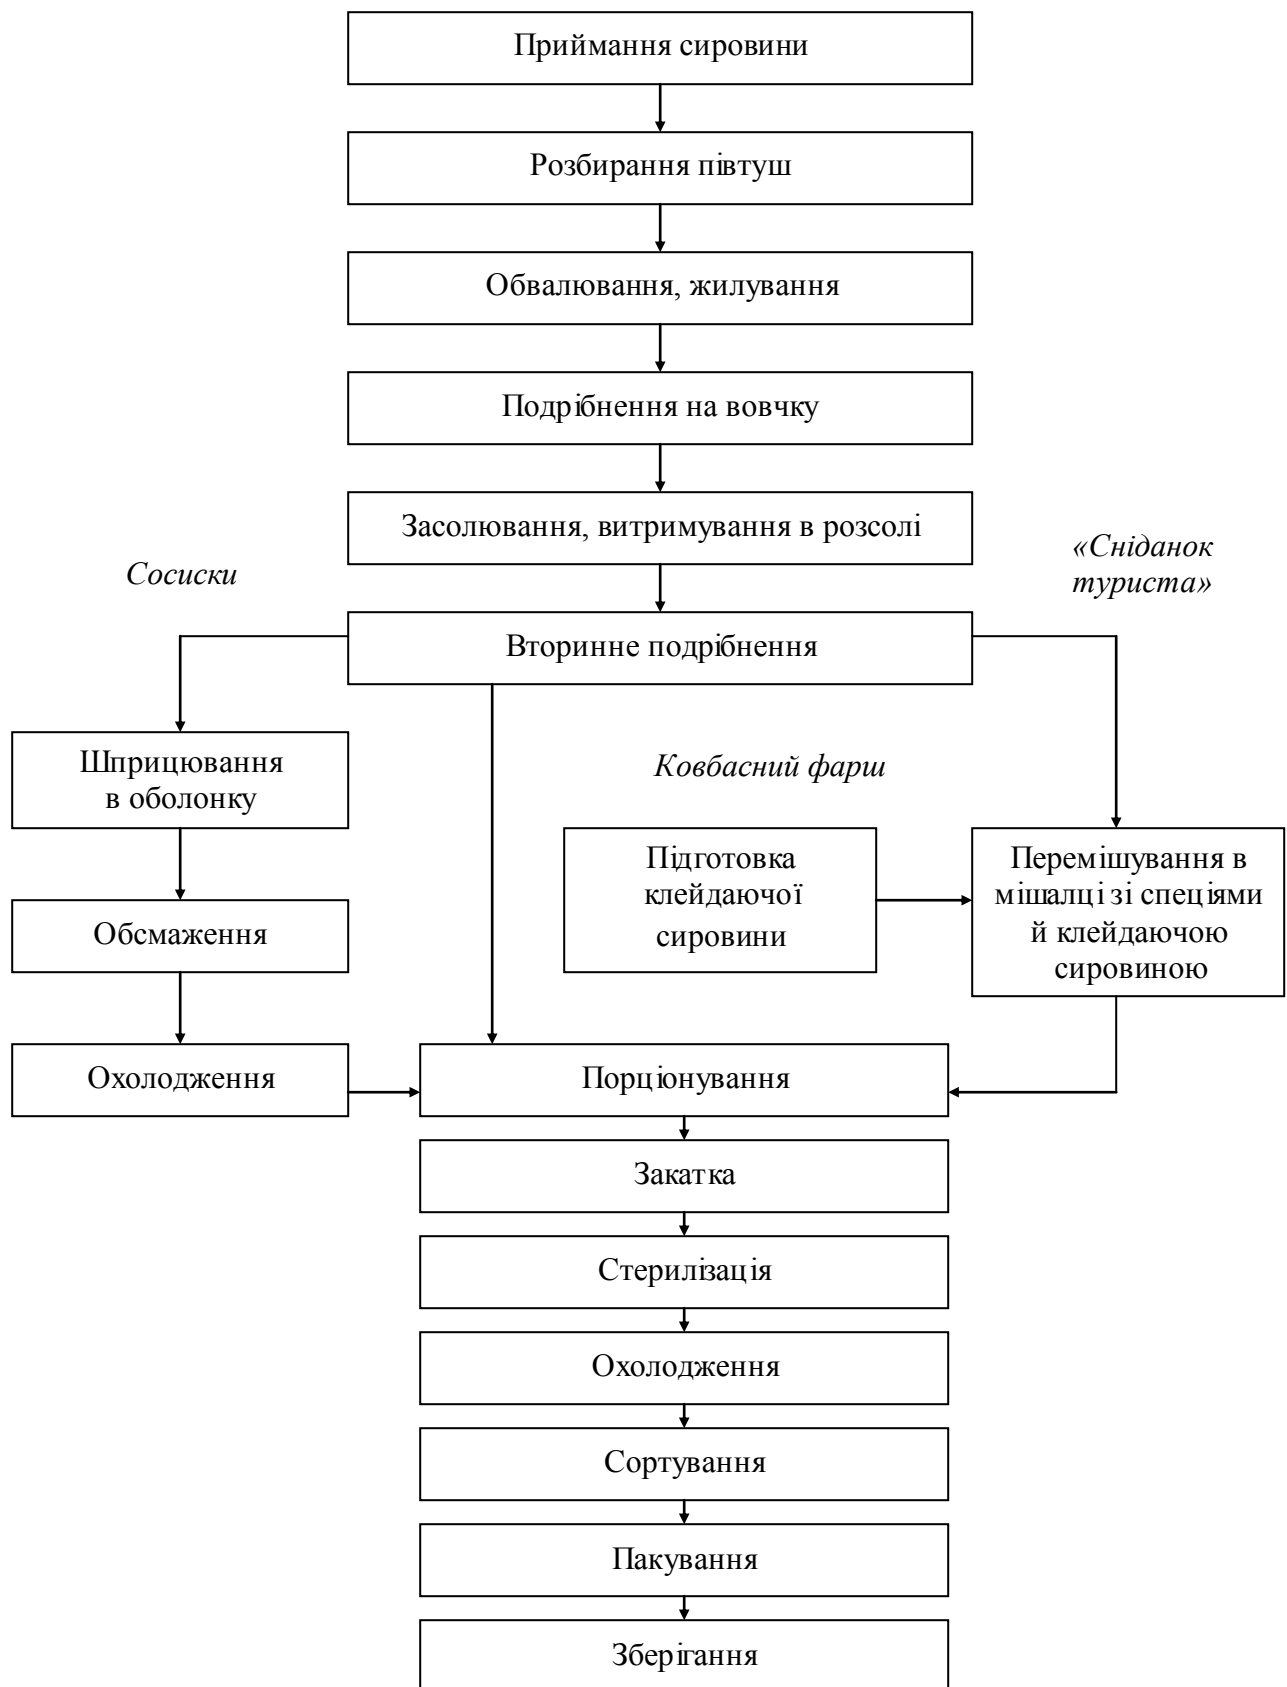 Приймання сировини
Розбирання півтуш
Обвалювання, жилування
Подрібнення на вовчку
Засолювання, витримування в розсолі
Сосиски
«Сніданок
туриста»
Вторинне подрібнення
Шприцювання
в оболонку
Ковбасний фарш
Підготовка
клейдаючої
сировини
Перемішування в
мішалці зі спеціями
й клейдаючою
сировиною
Обсмаження
Охолодження
Порціонування
Закатка
Стерилізація
Охолодження
Сортування
Пакування
Зберігання